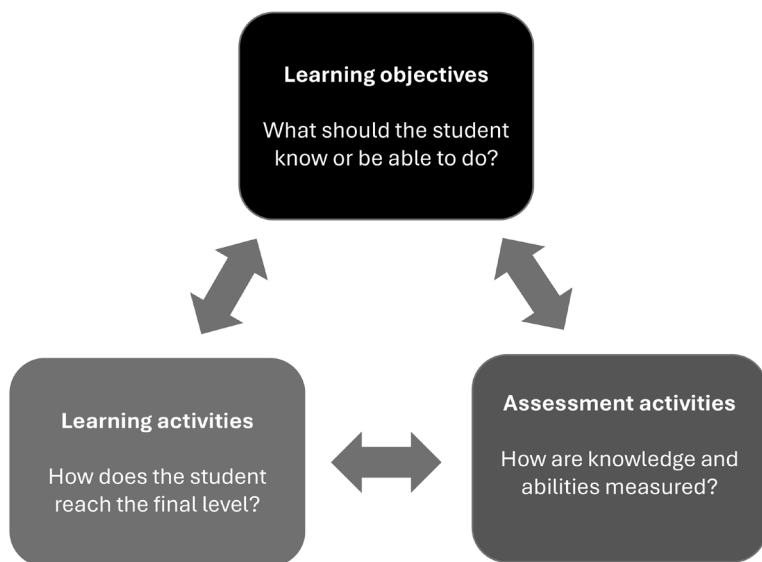 Learning objectives
What should the student
know or be able to do?
Learning activities
How does the student
reach the final level?
Assessment activities
How are knowledge and
abilities measured?